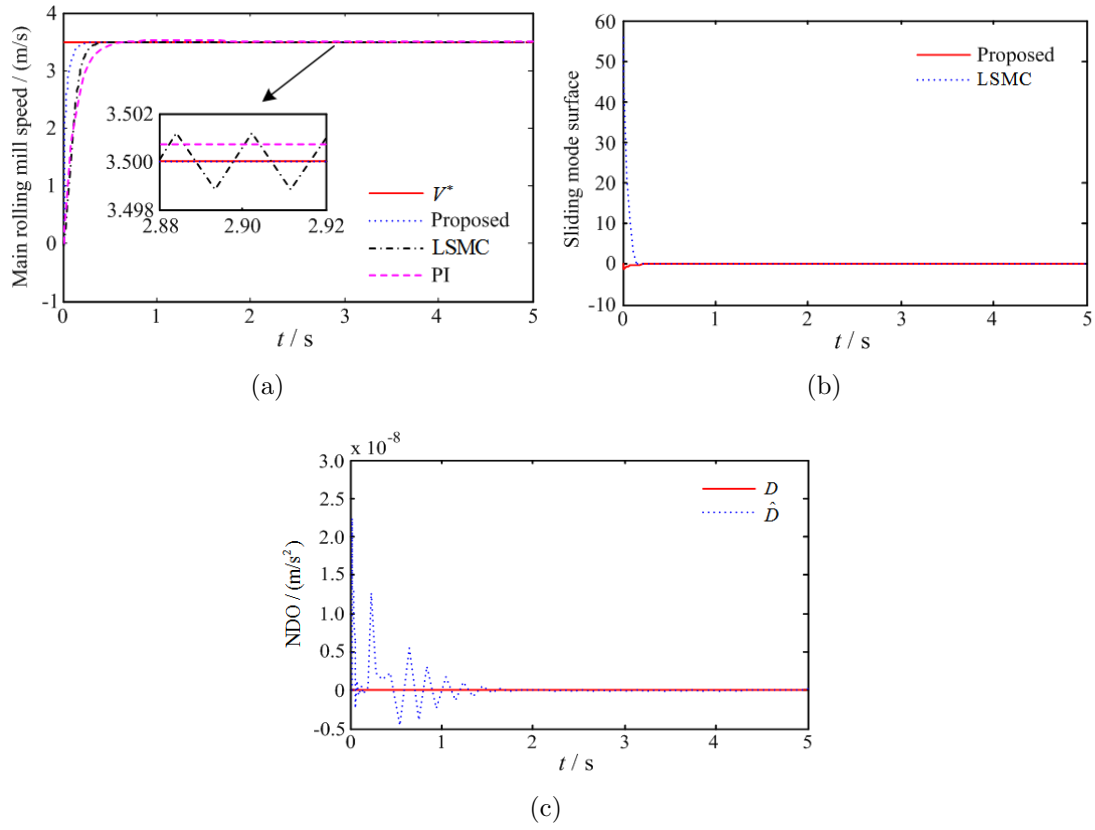 4
3
2
1
0
-1
Main rolling mill speed / (m/s)
3.502
3.500
3.498
2.88 2.90 2.92
V*
Proposed
LSMC
PI
0 1 2 3 4 5
t / s
(a)
60
50
40
30
20
10
0
-10
Sliding mode surface
Proposed
LSMC
0 1 2 3 4 5
t / s
(b)
x 10⁻⁸
3.0
2.5
2.0
1.5
1.0
0.5
0
-0.5
NDO / (m/s²)
D
D̂
0 1 2 3 4 5
t / s
(c)